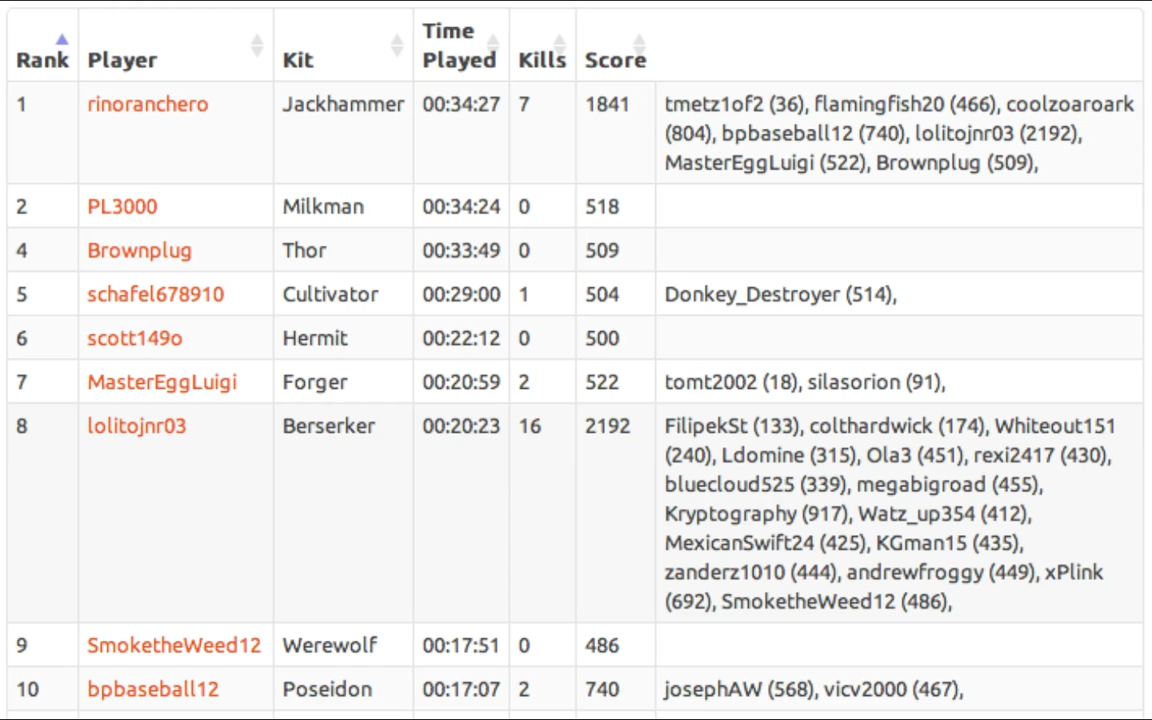 Rank Player Kit Time Played Kills Score
1 rinoranchero Jackhammer 00:34:27 7 1841 tmetz1of2 (36), flamingfish20 (466), coolzoaroark
(804), bpbaseball12 (740), lolitojnr03 (2192),
MasterEggLuigi (522), Brownplug (509),
2 PL3000 Milkman 00:34:24 0 518
4 Brownplug Thor 00:33:49 0 509
5 schafel678910 Cultivator 00:29:00 1 504 Donkey_Destroyer (514),
6 scott149o Hermit 00:22:12 0 500
7 MasterEggLuigi Forger 00:20:59 2 522 tomt2002 (18), silasorion (91),
8 lolitojnr03 Berserker 00:20:23 16 2192 FilipekSt (133), colthardwick (174), Whiteout151
(240), Ldomine (315), Ola3 (451), rexi2417 (430),
bluecloud525 (339), megabigroad (455),
Kryptography (917), Watz_up354 (412),
MexicanSwift24 (425), KGman15 (435),
zanderz1010 (444), andrewfroggy (449), xPlink
(692), SmoketheWeed12 (486),
9 SmoketheWeed12 Werewolf 00:17:51 0 486
10 bpbaseball12 Poseidon 00:17:07 2 740 josephAW (568), vicv2000 (467),